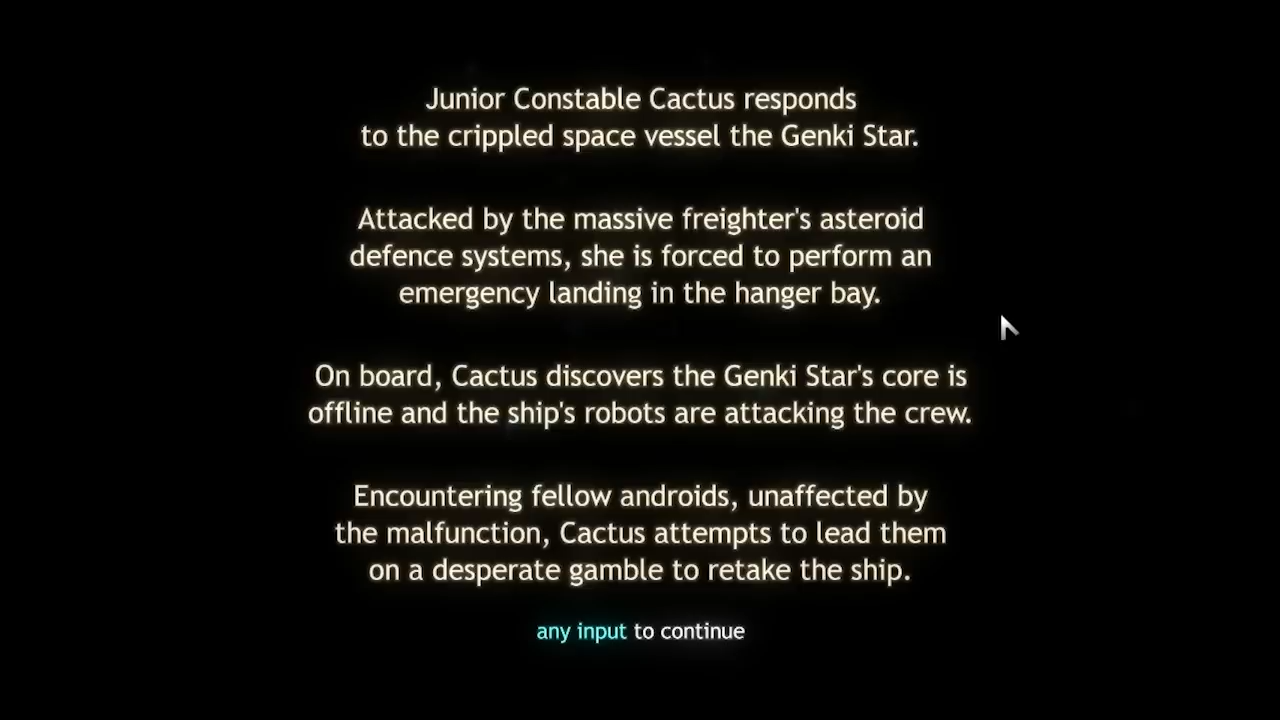 Junior Constable Cactus responds
to the crippled space vessel the Genki Star.
Attacked by the massive freighter's asteroid
defence systems, she is forced to perform an
emergency landing in the hanger bay.
On board, Cactus discovers the Genki Star's core is
offline and the ship's robots are attacking the crew.
Encountering fellow androids, unaffected by
the malfunction, Cactus attempts to lead them
on a desperate gamble to retake the ship.
any input to continue